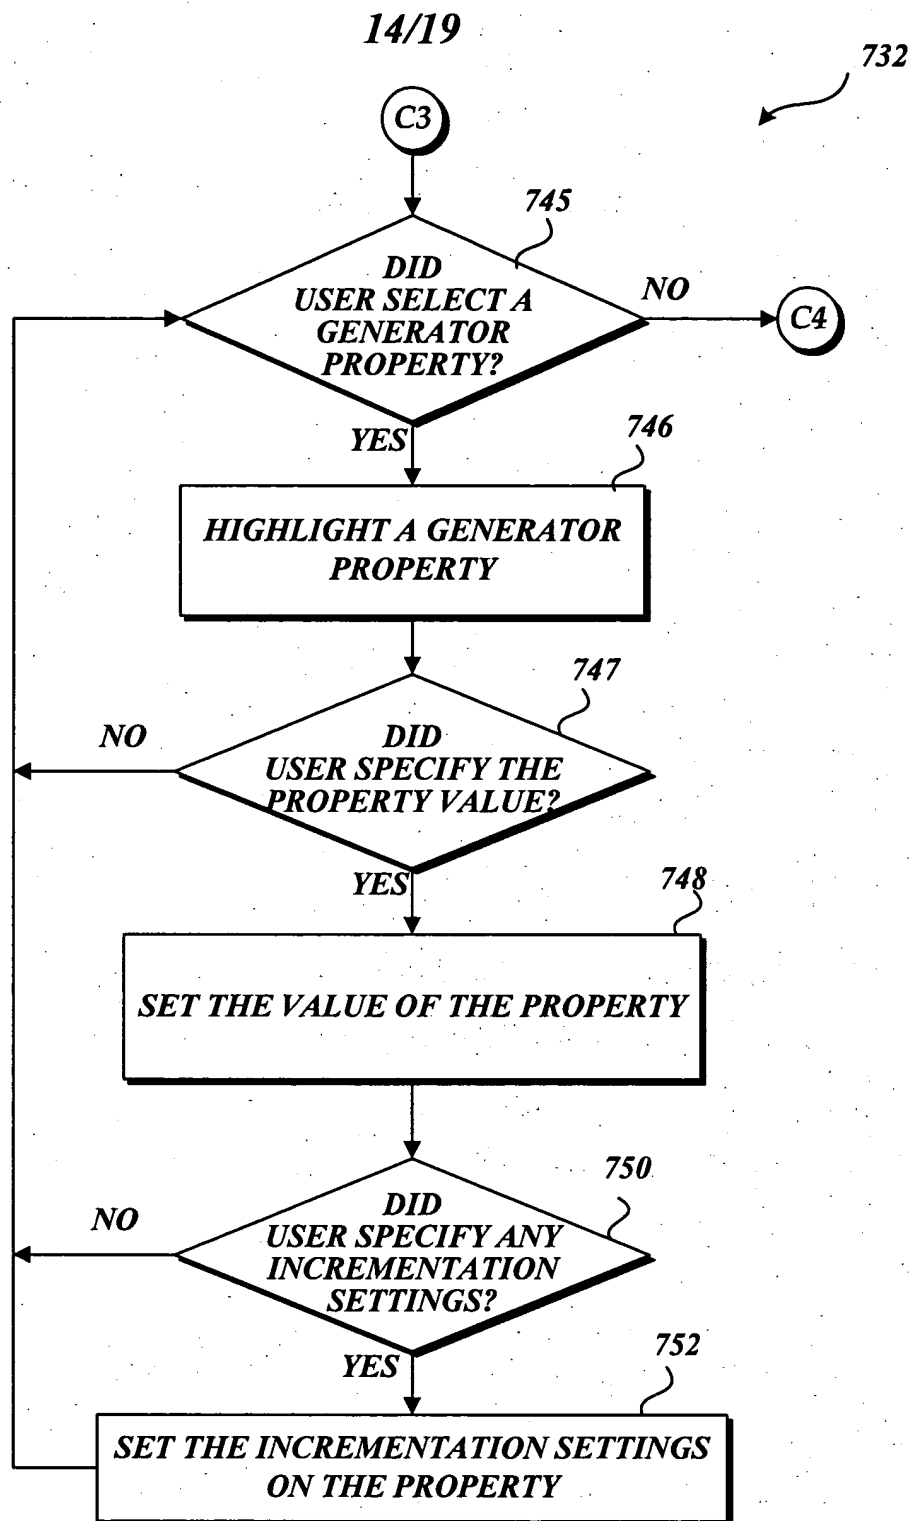 14/19
732
C3
745
DID
USER SELECT A
GENERATOR
PROPERTY?
NO
C4
YES
746
HIGHLIGHT A GENERATOR
PROPERTY
747
DID
USER SPECIFY THE
PROPERTY VALUE?
NO
YES
748
SET THE VALUE OF THE PROPERTY
750
DID
USER SPECIFY ANY
INCREMENTATION
SETTINGS?
NO
YES
752
SET THE INCREMENTATION SETTINGS
ON THE PROPERTY